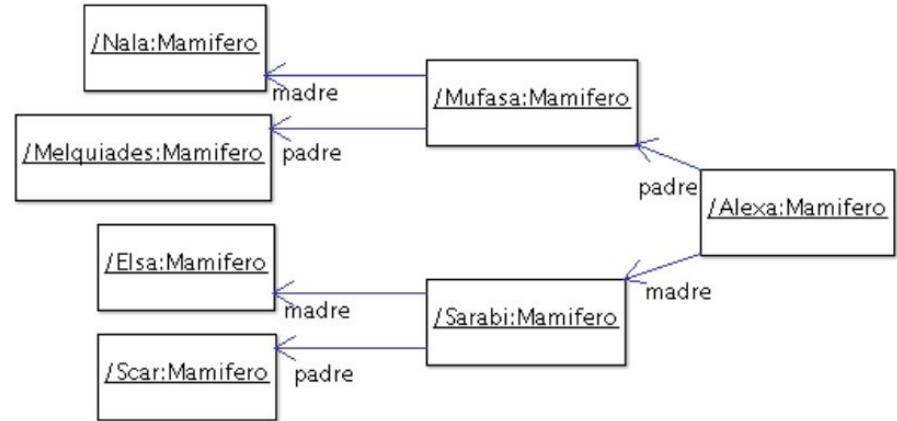 /Nala:Mamifero
madre
/Mufasa:Mamifero
/Melquiades:Mamifero
padre
padre
/Alexa:Mamifero
/Elsa:Mamifero
madre
madre
/Sarabi:Mamifero
/Scar:Mamifero
padre